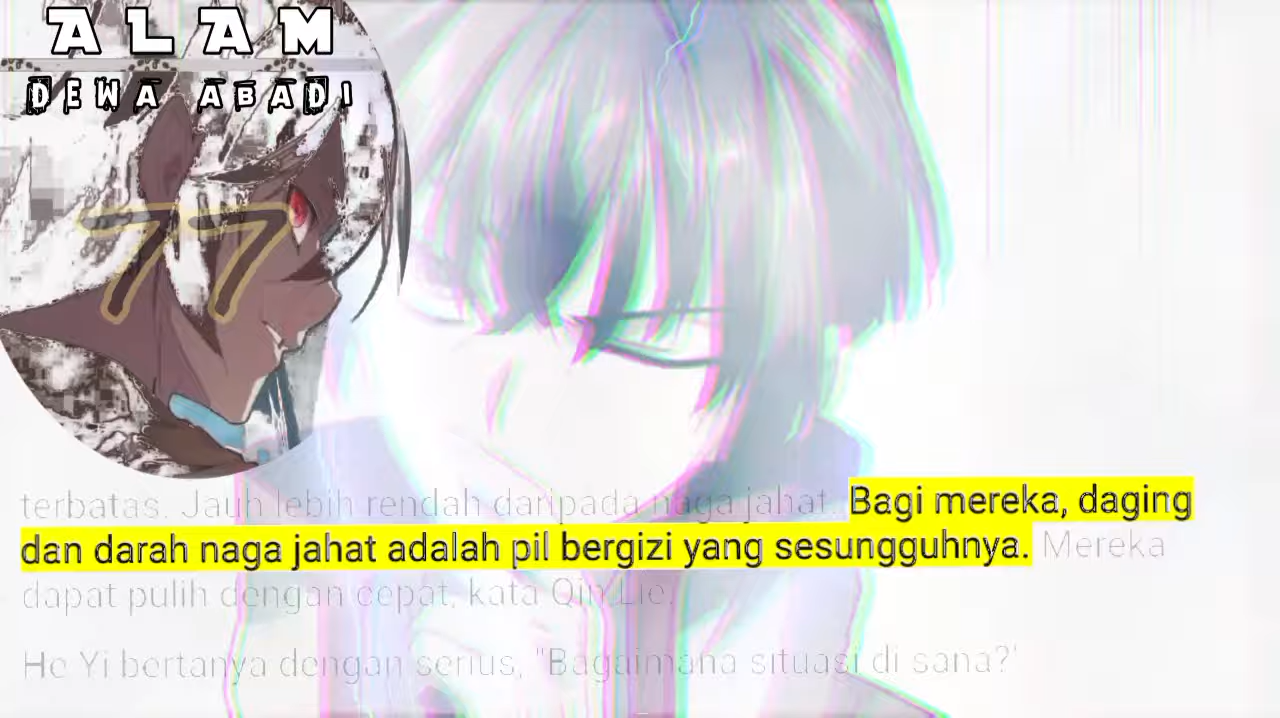 ALAM
DEWA ABADI
77
terbatas. Jauh lebih rendah daripada naga jahat. Bagi mereka, daging
dan darah naga jahat adalah pil bergizi yang sesungguhnya. Mereka
dapat pulih dengan cepat, kata Qin Lie.
He Yi bertanya dengan serius, "Bagaimana situasi di sana?"